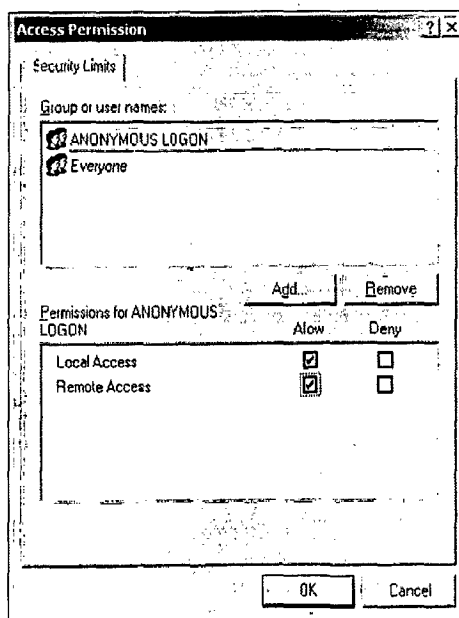 Access Permission
Security Limits
Group or user names:
ANONYMOUS LOGON
Everyone
Add... Remove
Permissions for ANONYMOUS
LOGON Allow Deny
Local Access
Remote Access
OK Cancel